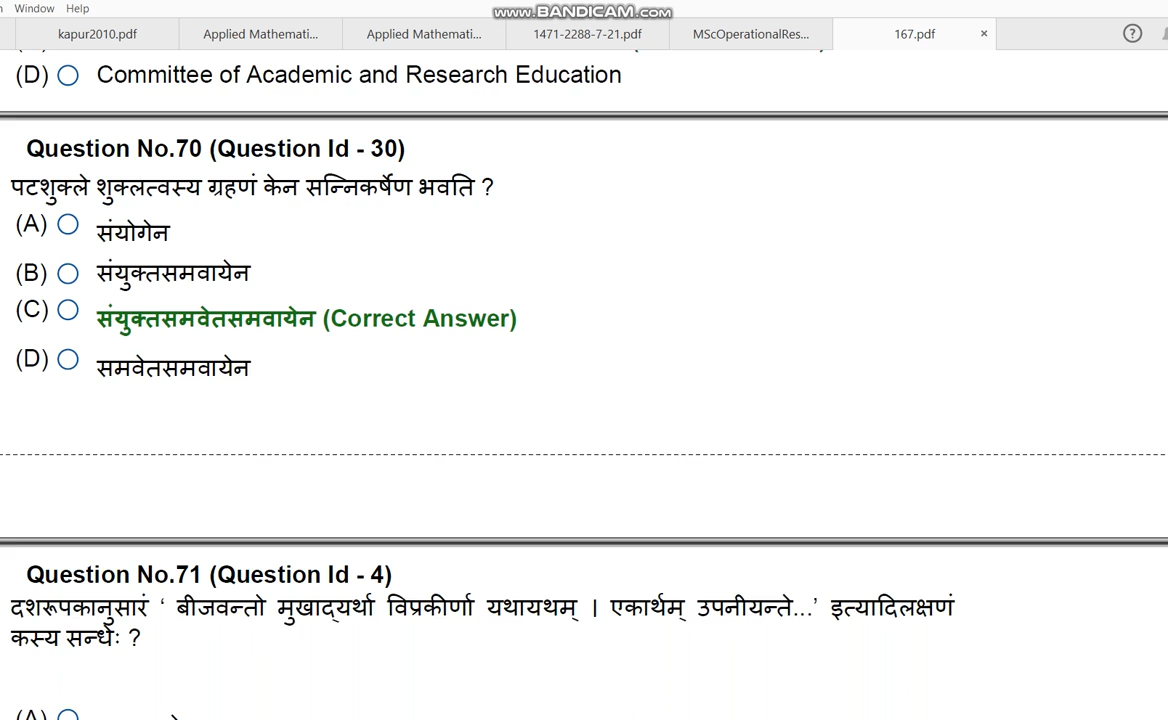 Window Help
www.BANDICAM.com
kapur2010.pdf Applied Mathemati... Applied Mathemati... 1471-2288-7-21.pdf MScOperationalRes... 167.pdf ×
(D) Committee of Academic and Research Education
Question No.70 (Question Id - 30)
पटशुक्ले शुक्लत्वस्य ग्रहणं केन सन्निकर्षेण भवति ?
(A) संयोगेन
(B) संयुक्तसमवायेन
(C) संयुक्तसमवेतसमवायेन (Correct Answer)
(D) समवेतसमवायेन
Question No.71 (Question Id - 4)
दशरूपकानुसारं ‘ बीजवन्तो मुखाद्यर्था विप्रकीर्णा यथायथम् । एकार्थम् उपनीयन्ते...’ इत्यादिलक्षणं
कस्य सन्धेः ?
(A)